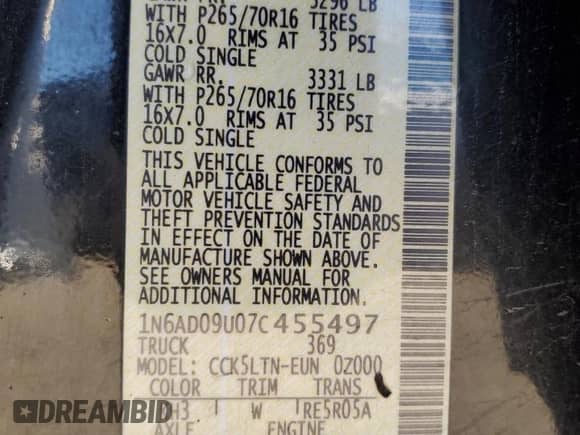 3296 LB
WITH P265/70R16 TIRES
16X7.0 RIMS AT 35 PSI
COLD SINGLE
GAWR RR. 3331 LB
WITH P265/70R16 TIRES
16X7.0 RIMS AT 35 PSI
COLD SINGLE
THIS VEHICLE CONFORMS TO
ALL APPLICABLE FEDERAL
MOTOR VEHICLE SAFETY AND
THEFT PREVENTION STANDARDS
IN EFFECT ON THE DATE OF
MANUFACTURE SHOWN ABOVE.
SEE OWNERS MANUAL FOR
ADDITIONAL INFORMATION.
1N6AD09U07C455497
TRUCK 369
MODEL: CCK5LTN-EUN 0Z000
COLOR TRIM TRANS
H3 W RE5R05A
AXLE ENGINE
DREAMBID